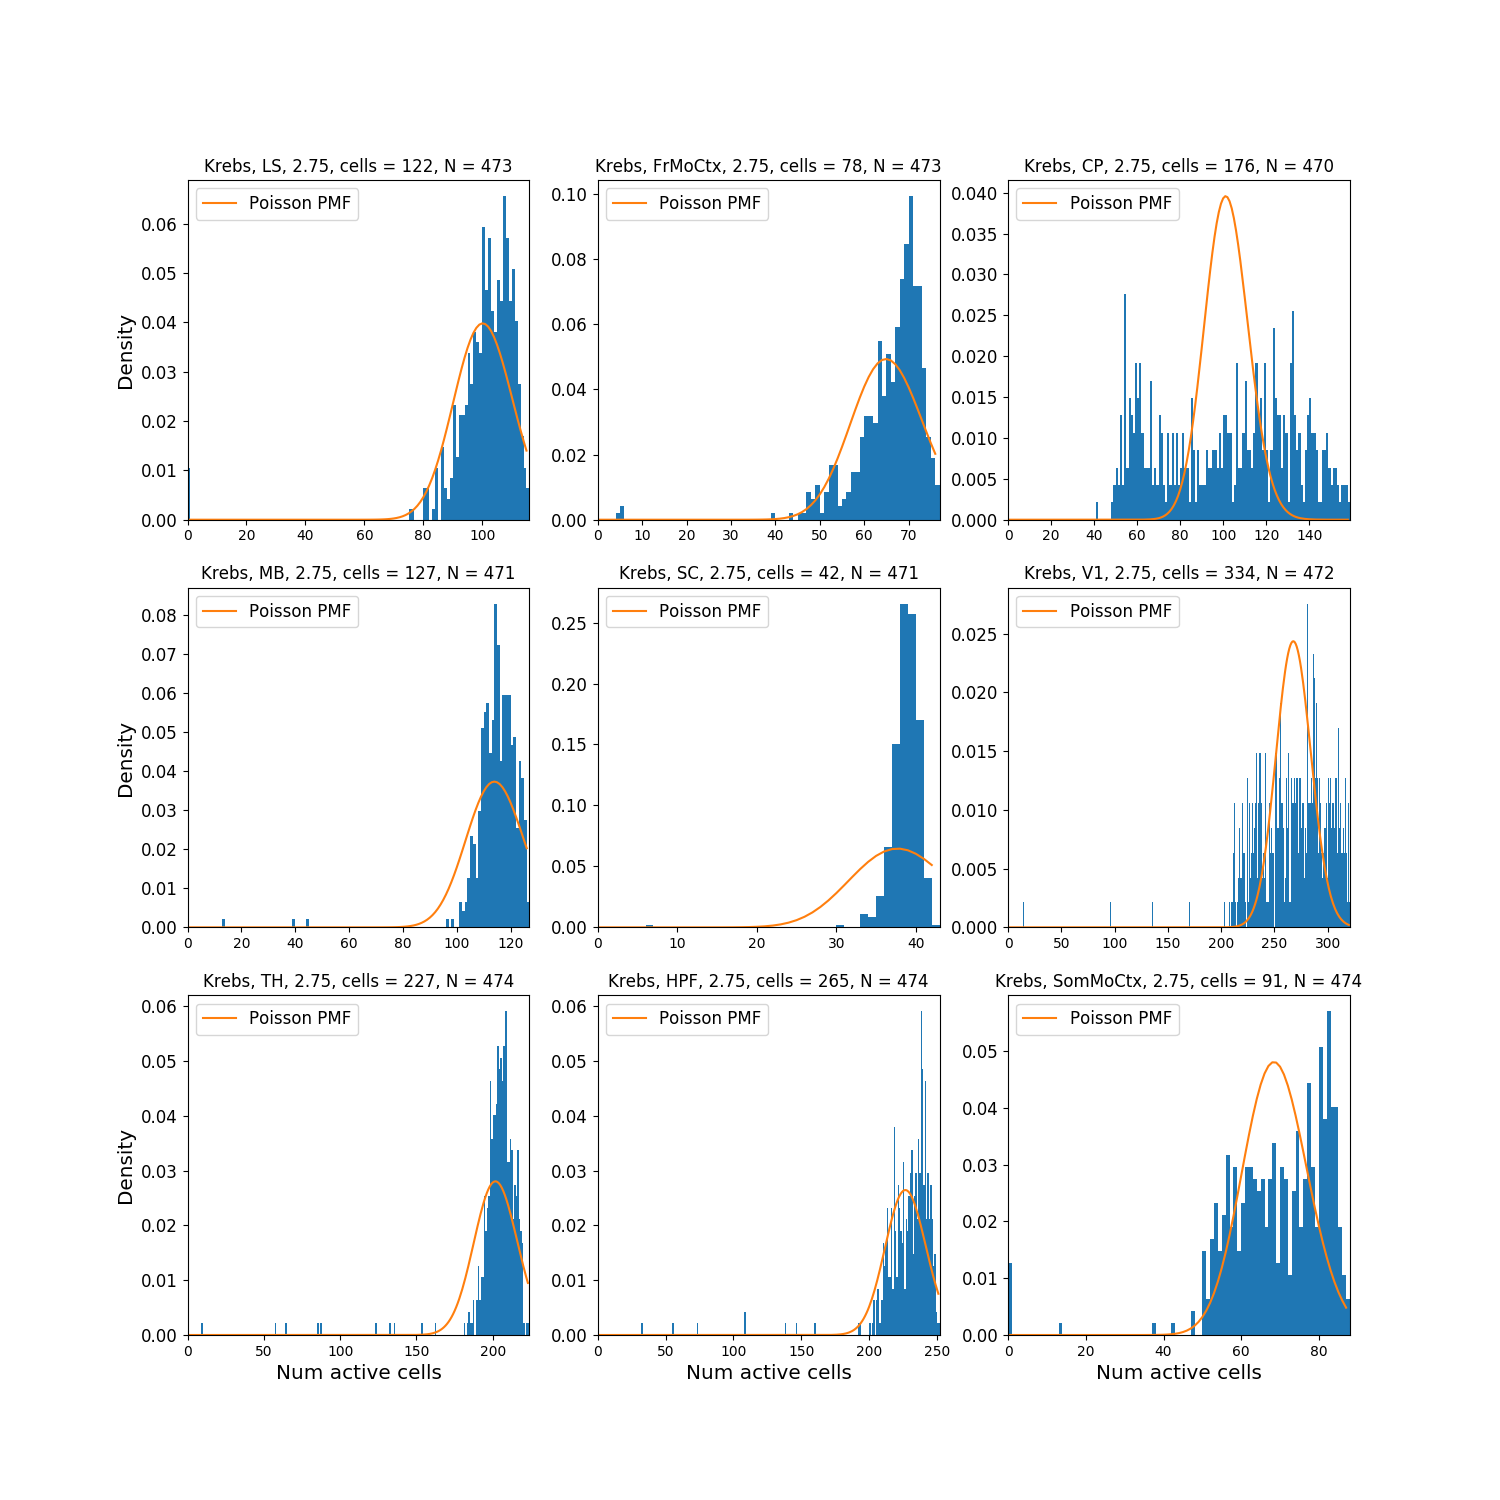 Krebs, LS, 2.75, cells = 122, N = 473
Poisson PMF
Density
0.06
0.05
0.04
0.03
0.02
0.01
0.00
0 20 40 60 80 100
Krebs, FrMoCtx, 2.75, cells = 78, N = 473
Poisson PMF
0.10
0.08
0.06
0.04
0.02
0.00
0 10 20 30 40 50 60 70
Krebs, CP, 2.75, cells = 176, N = 470
Poisson PMF
0.040
0.035
0.030
0.025
0.020
0.015
0.010
0.005
0.000
0 20 40 60 80 100 120 140
Krebs, MB, 2.75, cells = 127, N = 471
Poisson PMF
Density
0.08
0.07
0.06
0.05
0.04
0.03
0.02
0.01
0.00
0 20 40 60 80 100 120
Krebs, SC, 2.75, cells = 42, N = 471
Poisson PMF
0.25
0.20
0.15
0.10
0.05
0.00
0 10 20 30 40
Krebs, V1, 2.75, cells = 334, N = 472
Poisson PMF
0.025
0.020
0.015
0.010
0.005
0.000
0 50 100 150 200 250 300
Krebs, TH, 2.75, cells = 227, N = 474
Poisson PMF
Density
0.06
0.05
0.04
0.03
0.02
0.01
0.00
0 50 100 150 200
Num active cells
Krebs, HPF, 2.75, cells = 265, N = 474
Poisson PMF
0.06
0.05
0.04
0.03
0.02
0.01
0.00
0 50 100 150 200 250
Num active cells
Krebs, SomMoCtx, 2.75, cells = 91, N = 474
Poisson PMF
0.05
0.04
0.03
0.02
0.01
0.00
0 20 40 60 80
Num active cells